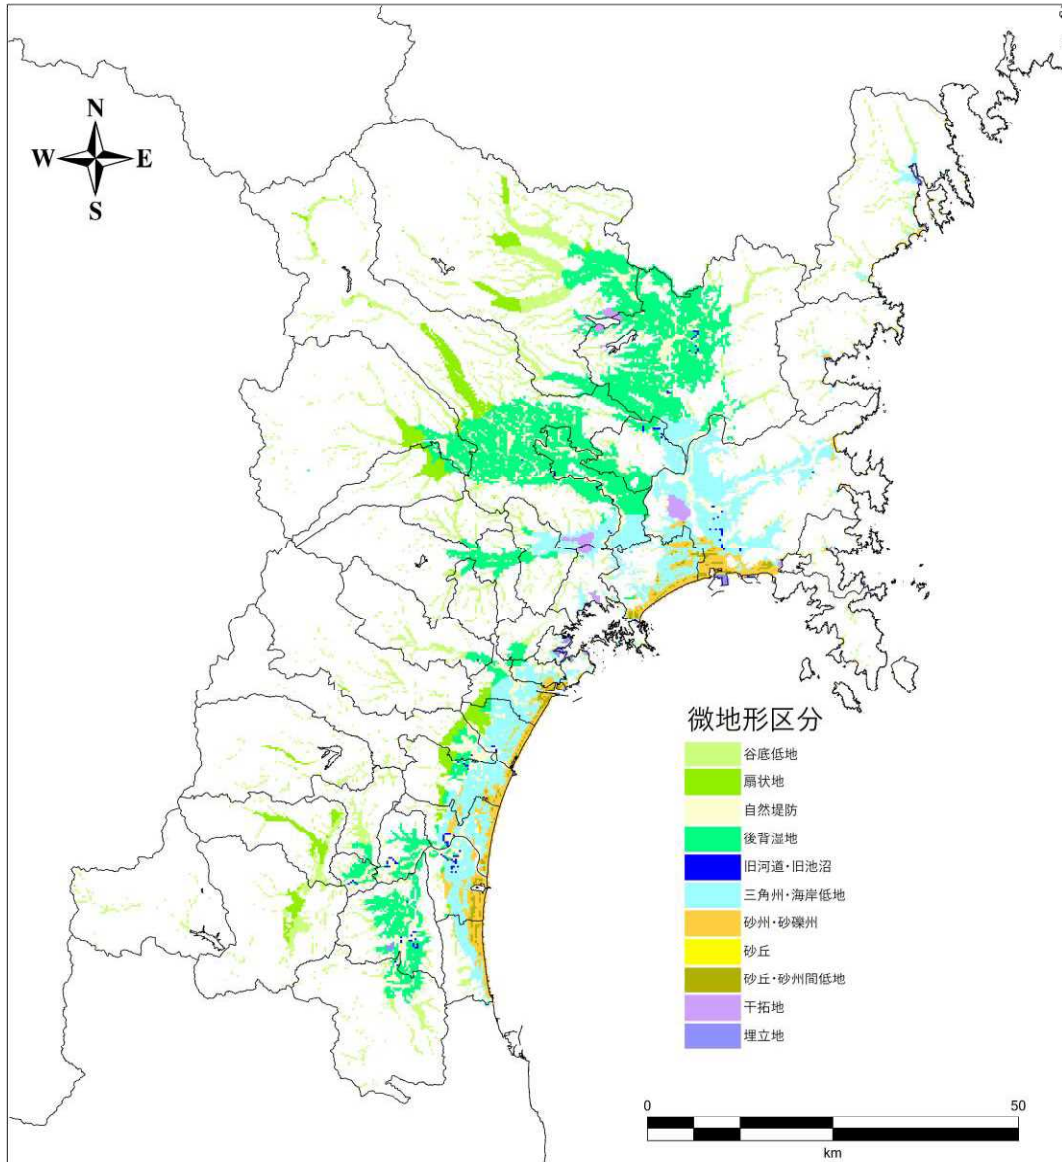 N
W E
S
微地形区分
谷底低地
扇状地
自然堤防
後背湿地
旧河道・旧池沼
三角州・海岸低地
砂州・砂礫州
砂丘
砂丘・砂州間低地
干拓地
埋立地
0 50
km